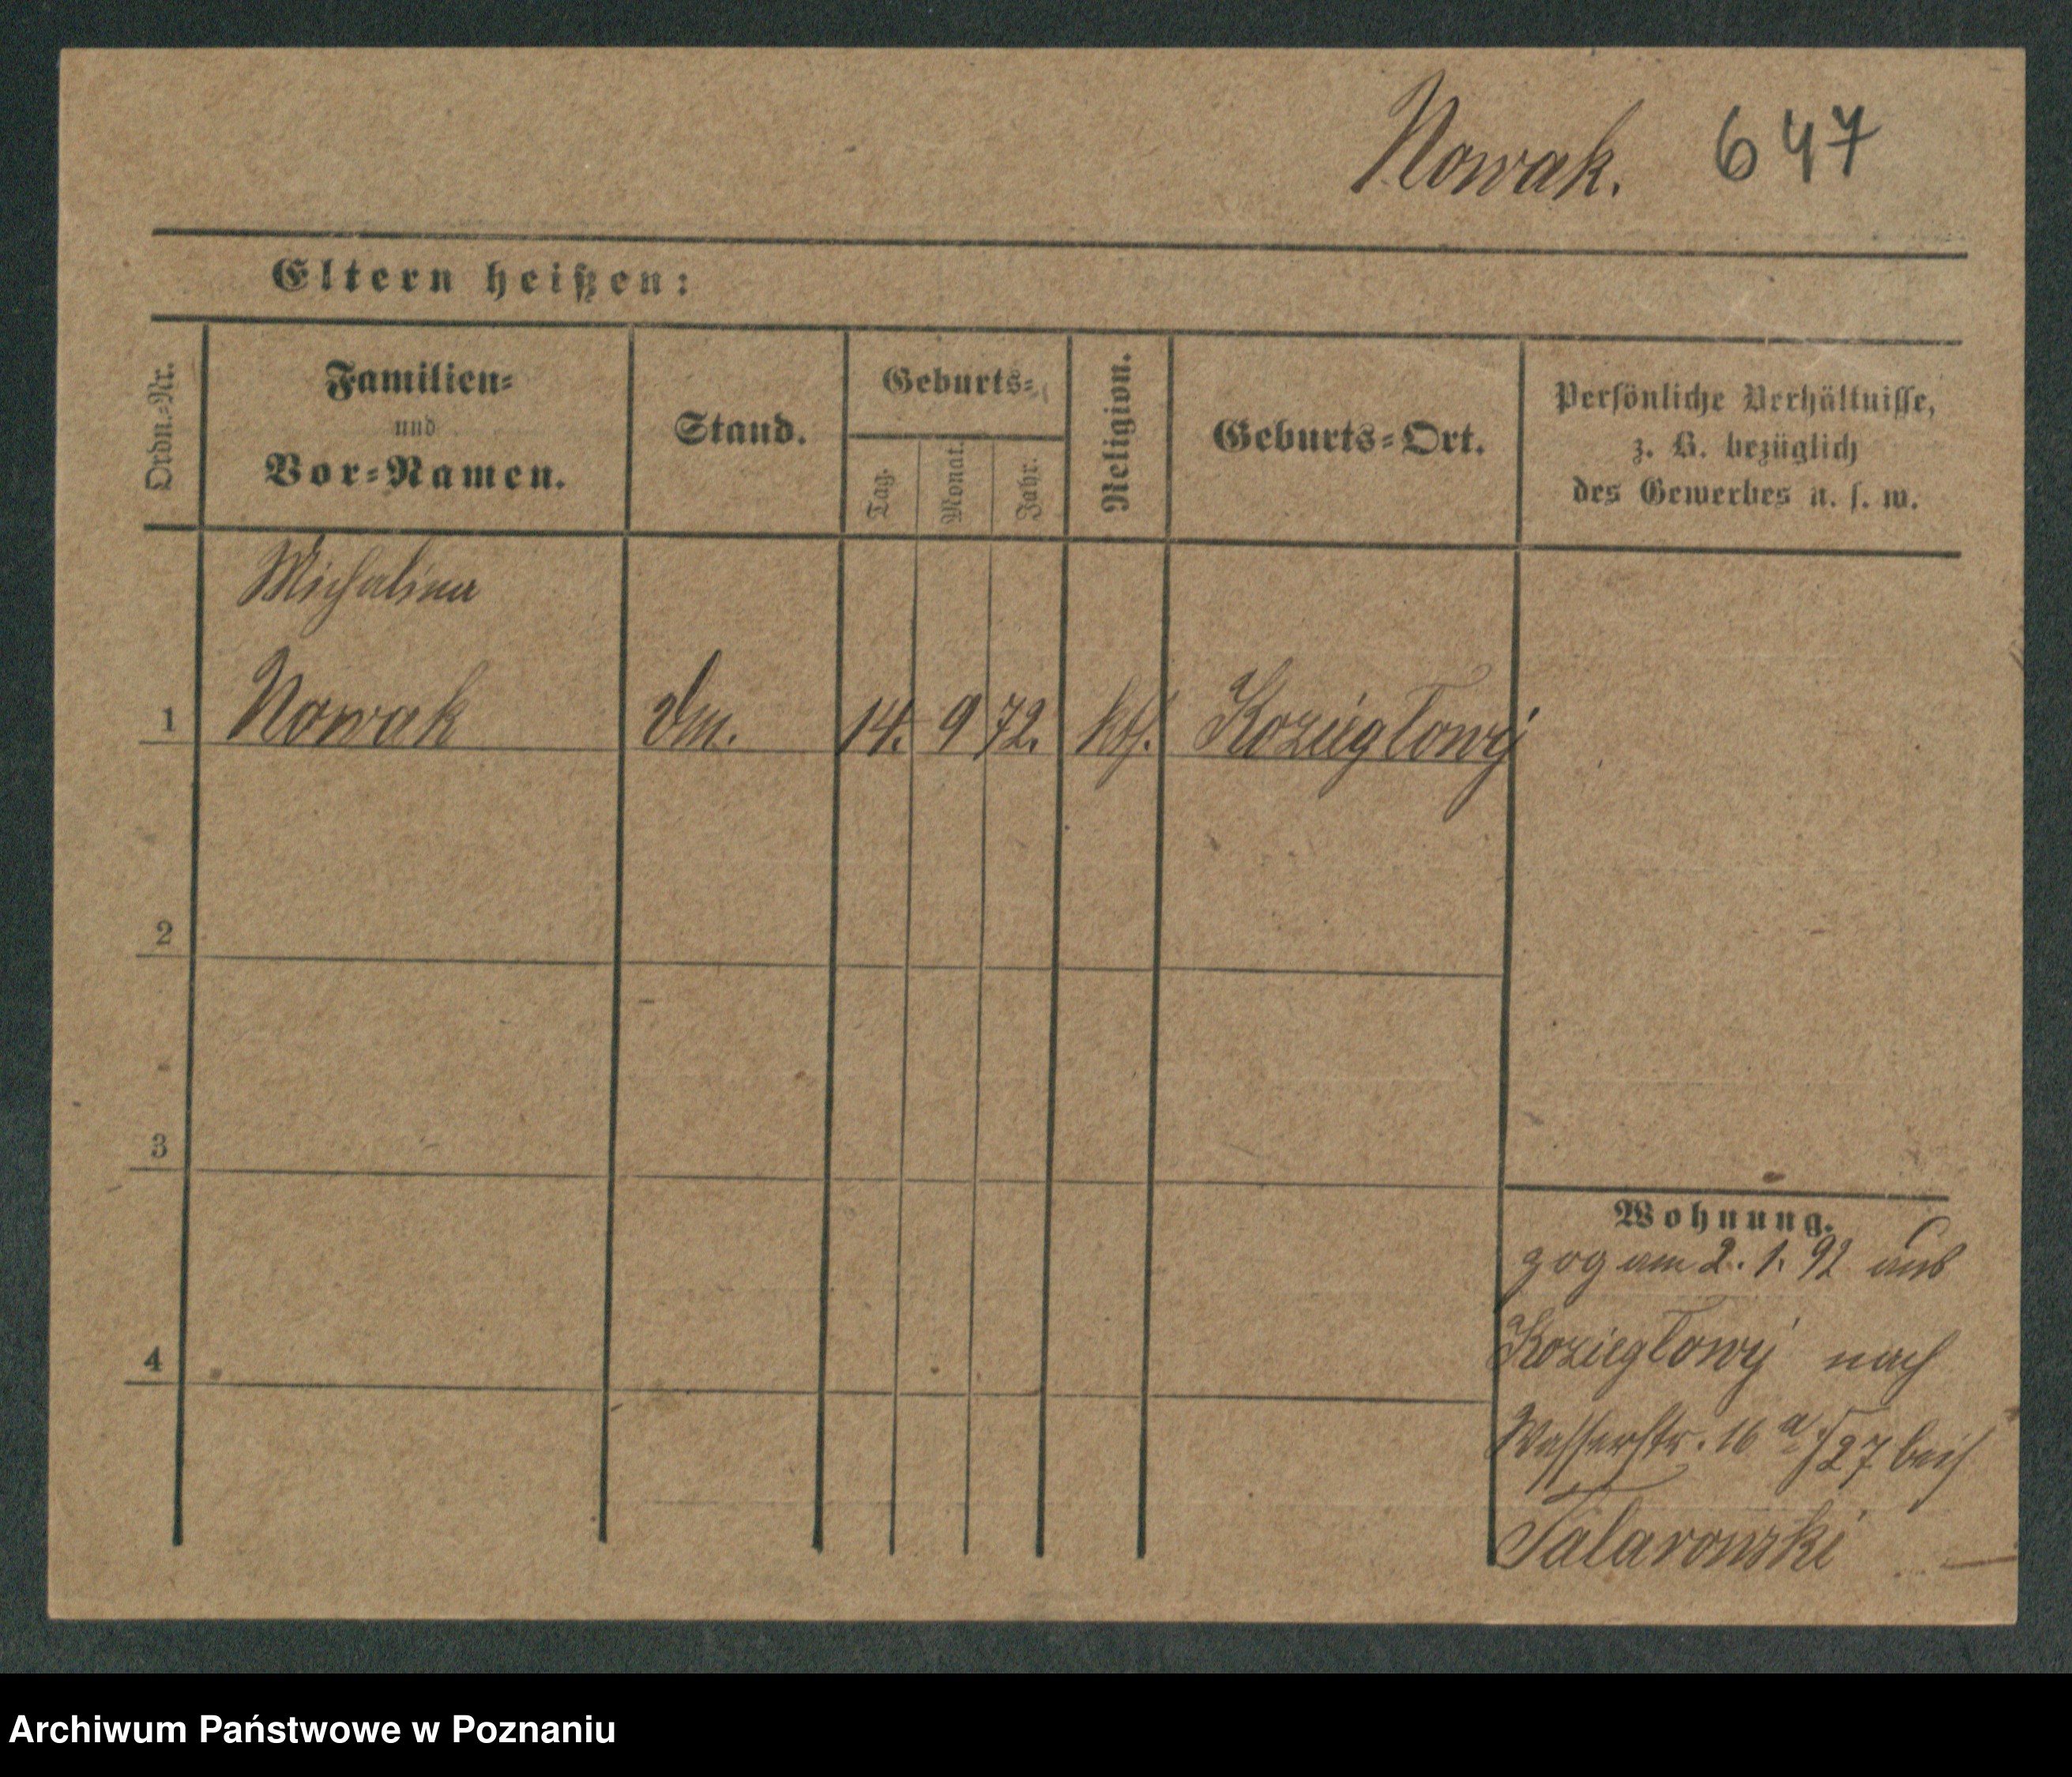 Nowak. 647
Eltern heißen:
Ordn.-Nr.
Familien-
und
Vor-Namen.
Stand.
Geburts-
Tag.
Monat.
Jahr.
Religion.
Geburts-Ort.
Persönliche Verhältnisse,
z. B. bezüglich
des Gewerbes u. s. w.
Michalina
1 Nowak 14. 9 72. kth. Koziegłowy
2
3
4
Wohnung.
zog am 2. 1. 92 aus
Koziegłowy nach
Wasserstr. 16 a/27 bei
Talarowski
Archiwum Państwowe w Poznaniu